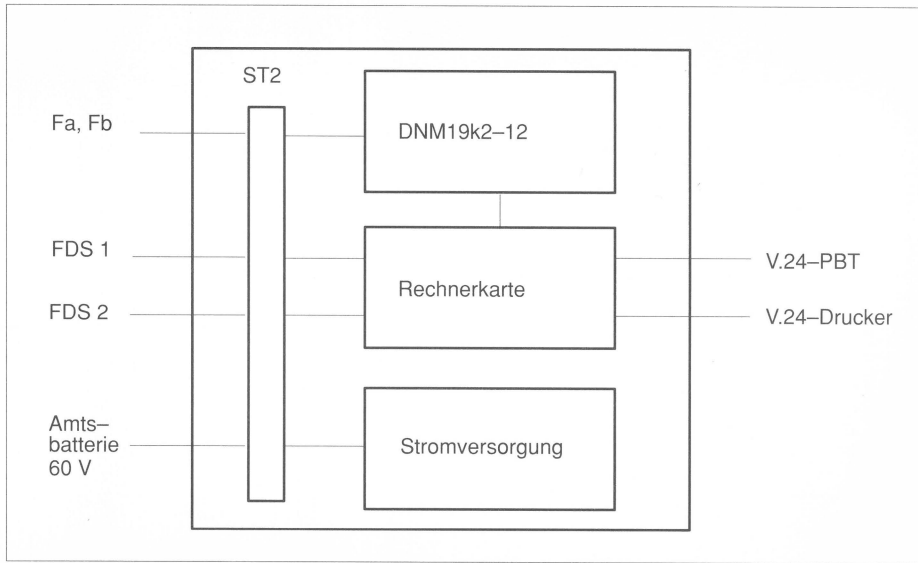 ST2
Fa, Fb
DNM19k2–12
FDS 1
V.24–PBT
Rechnerkarte
FDS 2
V.24–Drucker
Amts–
batterie
60 V
Stromversorgung